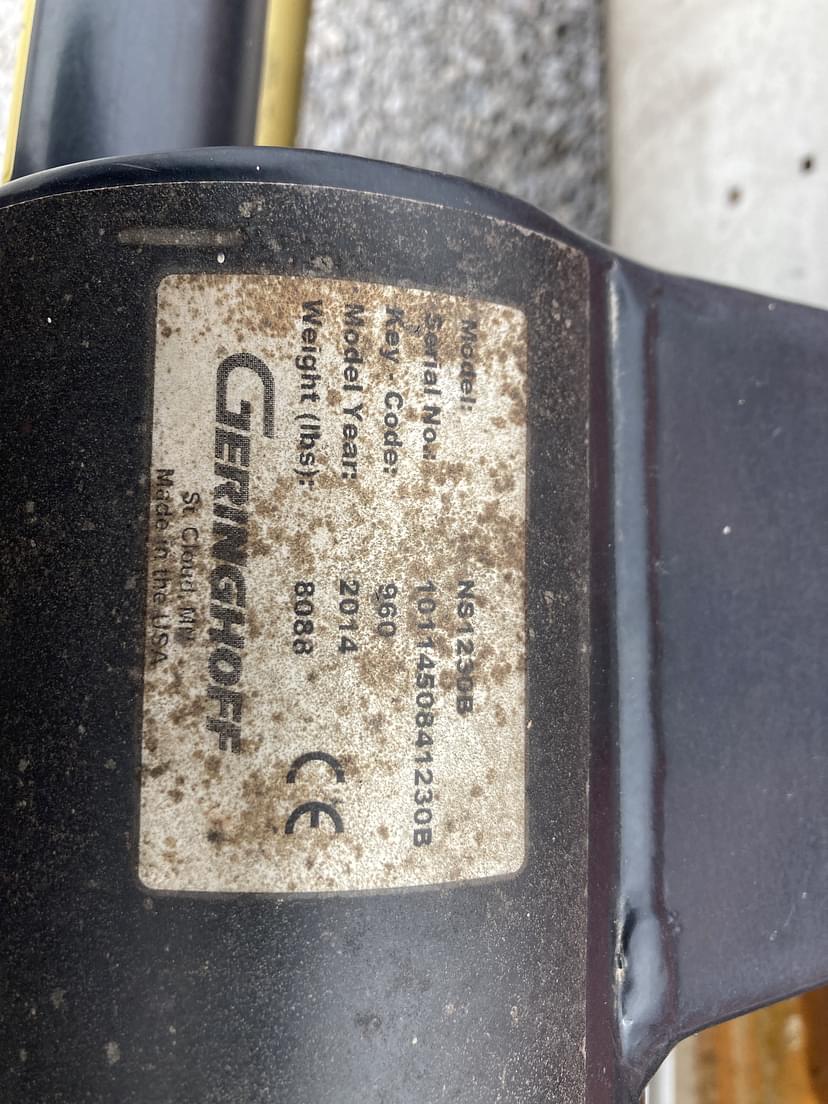 Model: NS1230B
Serial No.: 1011450841230B
Key - Code: 960
Model Year: 2014
Weight (lbs): 8088
CE
GERINGHOFF
St. Cloud, MN
Made in the USA